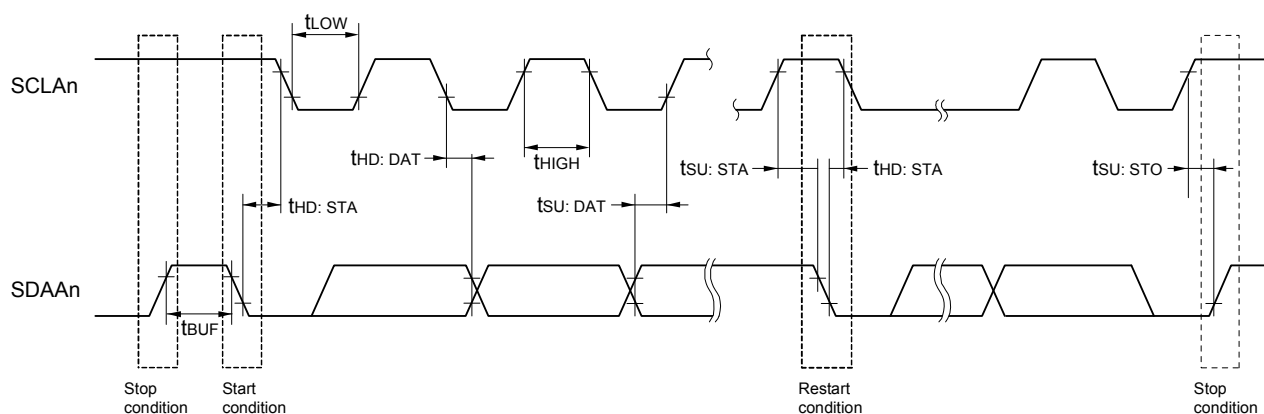 tLOW
SCLAn
tHD: DAT
tHIGH
tSU: STA
tHD: STA
tSU: STO
tHD: STA
tSU: DAT
SDAAn
tBUF
Stop
condition
Start
condition
Restart
condition
Stop
condition